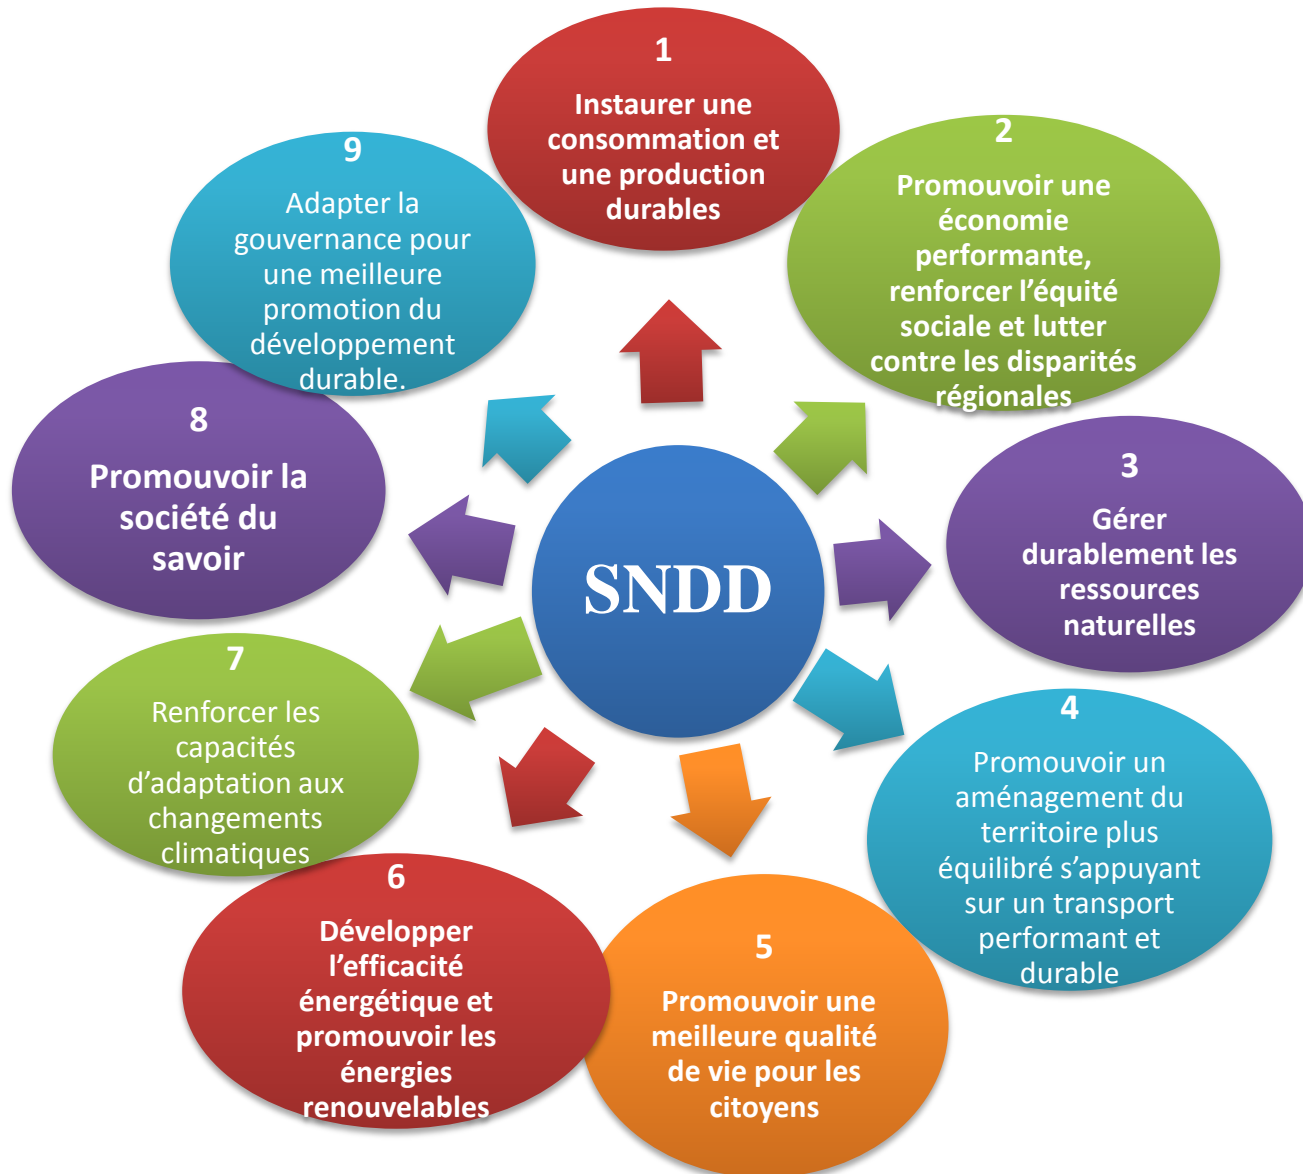 1
Instaurer une
consommation et
une production
durables
2
Promouvoir une
économie
performante,
renforcer l’équité
sociale et lutter
contre les disparités
régionales
3
Gérer
durablement les
ressources
naturelles
4
Promouvoir un
aménagement du
territoire plus
équilibré s’appuyant
sur un transport
performant et
durable
5
Promouvoir une
meilleure qualité
de vie pour les
citoyens
6
Développer
l’efficacité
énergétique et
promouvoir les
énergies
renouvelables
7
Renforcer les
capacités
d’adaptation aux
changements
climatiques
8
Promouvoir la
société du
savoir
9
Adapter la
gouvernance pour
une meilleure
promotion du
développement
durable.
SNDD